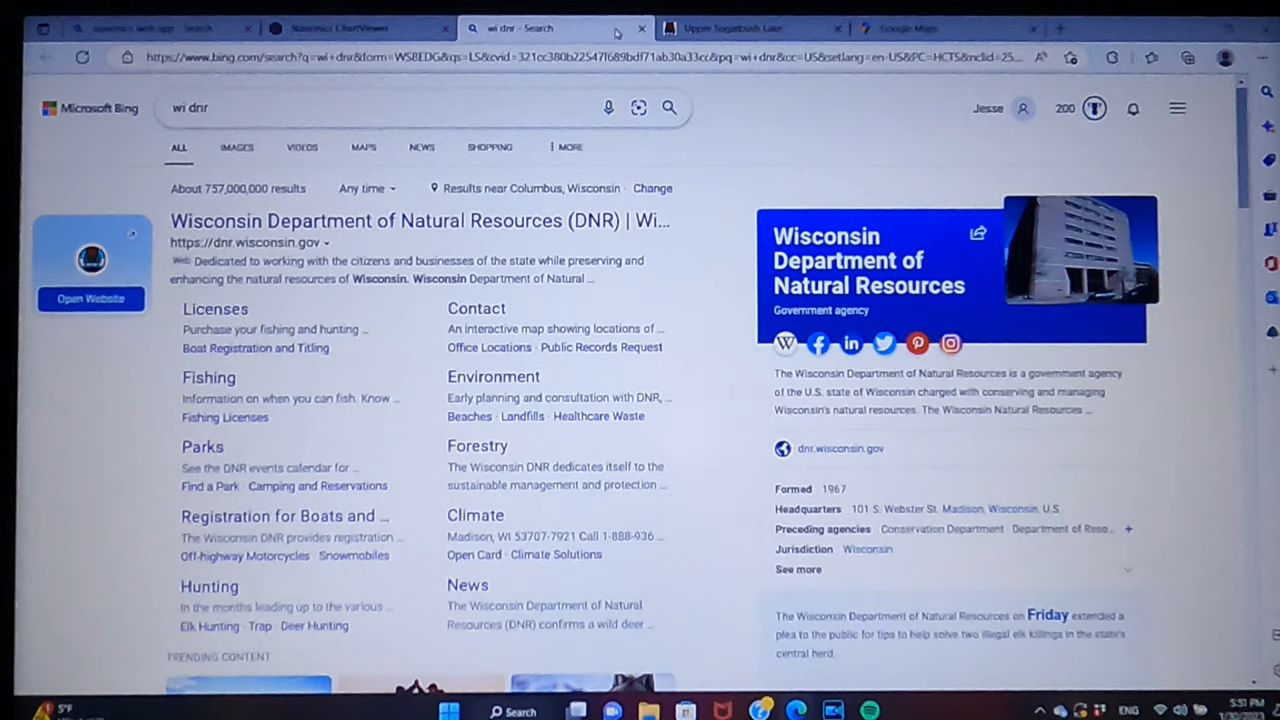 navionics web app - Search
Navionics ChartViewer
wi dnr - Search
Upper Sugarbush Lake
Google Maps
https://www.bing.com/search?q=wi+dnr&form=WSBEDG&qs=LS&cvid=321cc380b22547f689bdf71ab30a33cc&pq=wi+dnr&cc=US&setlang=en-US&PC=HCTS&nclid=25...
Microsoft Bing
wi dnr
Jesse
200
ALL
IMAGES
VIDEOS
MAPS
NEWS
SHOPPING
MORE
About 757,000,000 results
Any time
Results near Columbus, Wisconsin · Change
Wisconsin Department of Natural Resources (DNR) | Wi...
https://dnr.wisconsin.gov
Web Dedicated to working with the citizens and businesses of the state while preserving and
enhancing the natural resources of Wisconsin. Wisconsin Department of Natural ...
Open Website
Licenses
Purchase your fishing and hunting ...
Boat Registration and Titling
Contact
An interactive map showing locations of ...
Office Locations · Public Records Request
Fishing
Information on when you can fish. Know ...
Fishing Licenses
Environment
Early planning and consultation with DNR, ...
Beaches · Landfills · Healthcare Waste
Parks
See the DNR events calendar for ...
Find a Park · Camping and Reservations
Forestry
The Wisconsin DNR dedicates itself to the
sustainable management and protection ...
Registration for Boats and ...
The Wisconsin DNR provides registration ...
Off-highway Motorcycles · Snowmobiles
Climate
Madison, WI 53707-7921 Call 1-888-936 ...
Open Card · Climate Solutions
Hunting
In the months leading up to the various ...
Elk Hunting · Trap · Deer Hunting
News
The Wisconsin Department of Natural
Resources (DNR) confirms a wild deer ...
TRENDING CONTENT
Wisconsin
Department of
Natural Resources
Government agency
The Wisconsin Department of Natural Resources is a government agency
of the U.S. state of Wisconsin charged with conserving and managing
Wisconsin's natural resources. The Wisconsin Natural Resources ...
dnr.wisconsin.gov
Formed 1967
Headquarters 101 S. Webster St, Madison, Wisconsin, U.S.
Preceding agencies Conservation Department · Department of Reso...
Jurisdiction Wisconsin
See more
The Wisconsin Department of Natural Resources on Friday extended a
plea to the public for tips to help solve two illegal elk killings in the state's
central herd.
5°F
Search
ENG
5:51 PM
1/30/2023